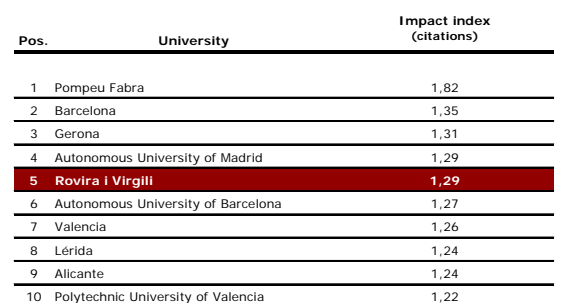 Pos. University Impact index (citations)
1 Pompeu Fabra 1,82
2 Barcelona 1,35
3 Gerona 1,31
4 Autonomous University of Madrid 1,29
5 Rovira i Virgili 1,29
6 Autonomous University of Barcelona 1,27
7 Valencia 1,26
8 Lérida 1,24
9 Alicante 1,24
10 Polytechnic University of Valencia 1,22